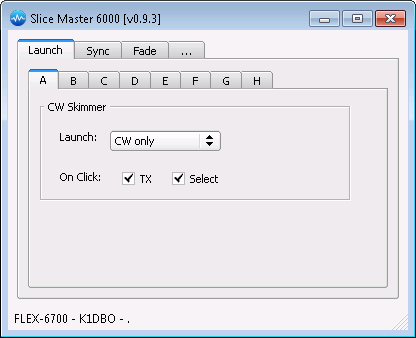 Slice Master 6000 [v0.9.3]
Launch Sync Fade ...
A B C D E F G H
CW Skimmer
Launch: CW only
On Click: TX Select
FLEX-6700 - K1DBO - .